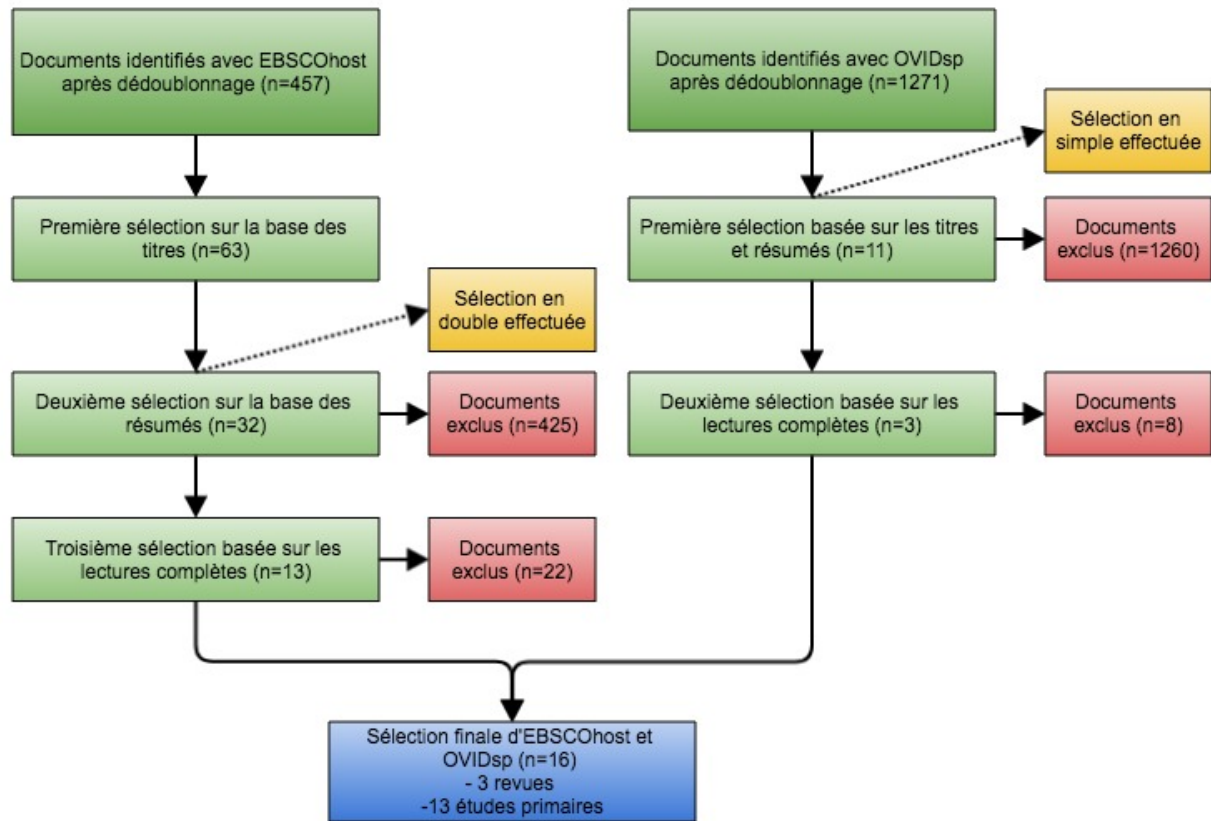 Documents identifiés avec EBSCOhost
après dédoublonnage (n=457)
Première sélection sur la base des
titres (n=63)
Sélection en
double effectuée
Deuxième sélection sur la base des
résumés (n=32)
Documents
exclus (n=425)
Troisième sélection basée sur les
lectures complètes (n=13)
Documents
exclus (n=22)
Documents identifiés avec OVIDsp
après dédoublonnage (n=1271)
Sélection en
simple effectuée
Première sélection basée sur les titres
et résumés (n=11)
Documents
exclus (n=1260)
Deuxième sélection basée sur les
lectures complètes (n=3)
Documents
exclus (n=8)
Sélection finale d'EBSCOhost et
OVIDsp (n=16)
- 3 revues
-13 études primaires